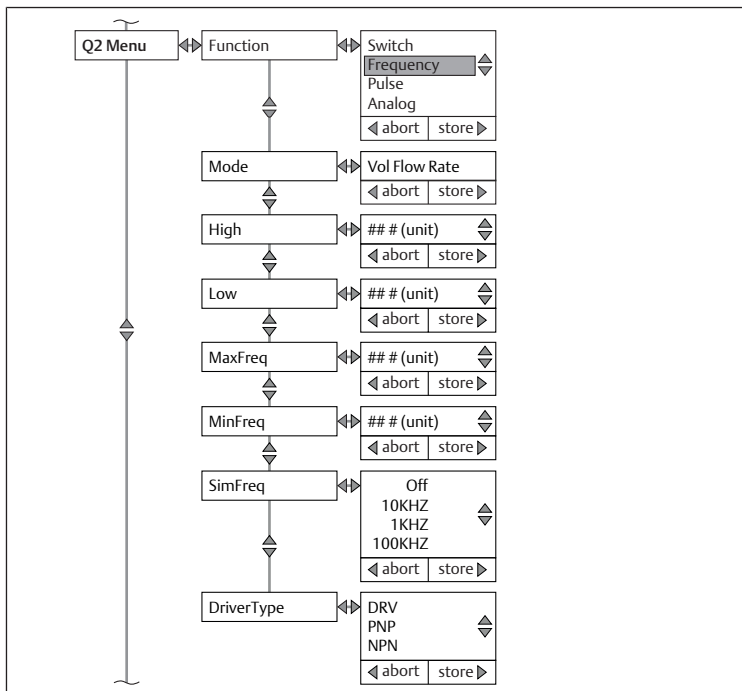 Q2 Menu
Function
Switch
Frequency
Pulse
Analog
abort store
Mode
Vol Flow Rate
abort store
High
## # (unit)
abort store
Low
## # (unit)
abort store
MaxFreq
## # (unit)
abort store
MinFreq
## # (unit)
abort store
SimFreq
Off
10KHZ
1KHZ
100KHZ
abort store
DriverType
DRV
PNP
NPN
abort store